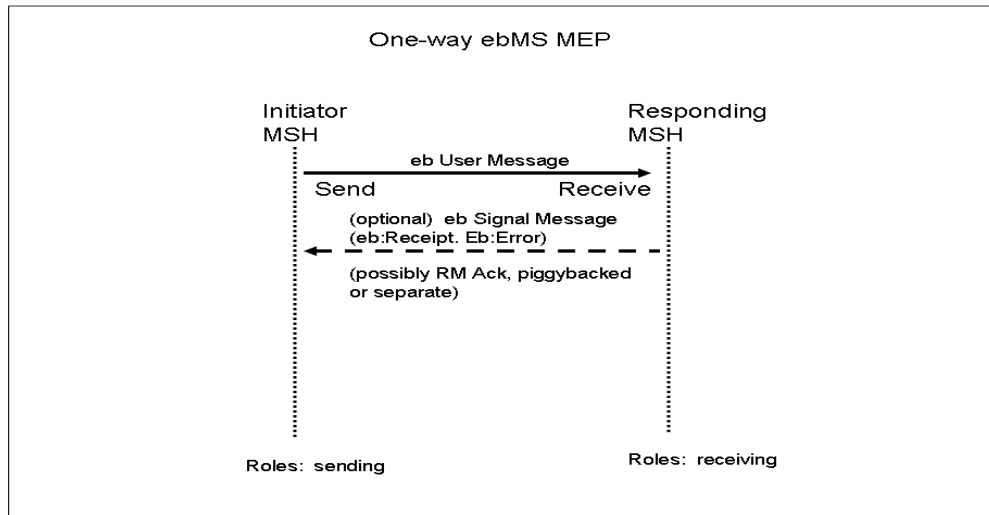 One-way ebMS MEP
Initiator
MSH
Responding
MSH
eb User Message
Send
Receive
(optional) eb Signal Message
(eb:Receipt. Eb:Error)
(possibly RM Ack, piggybacked
or separate)
Roles: sending
Roles: receiving